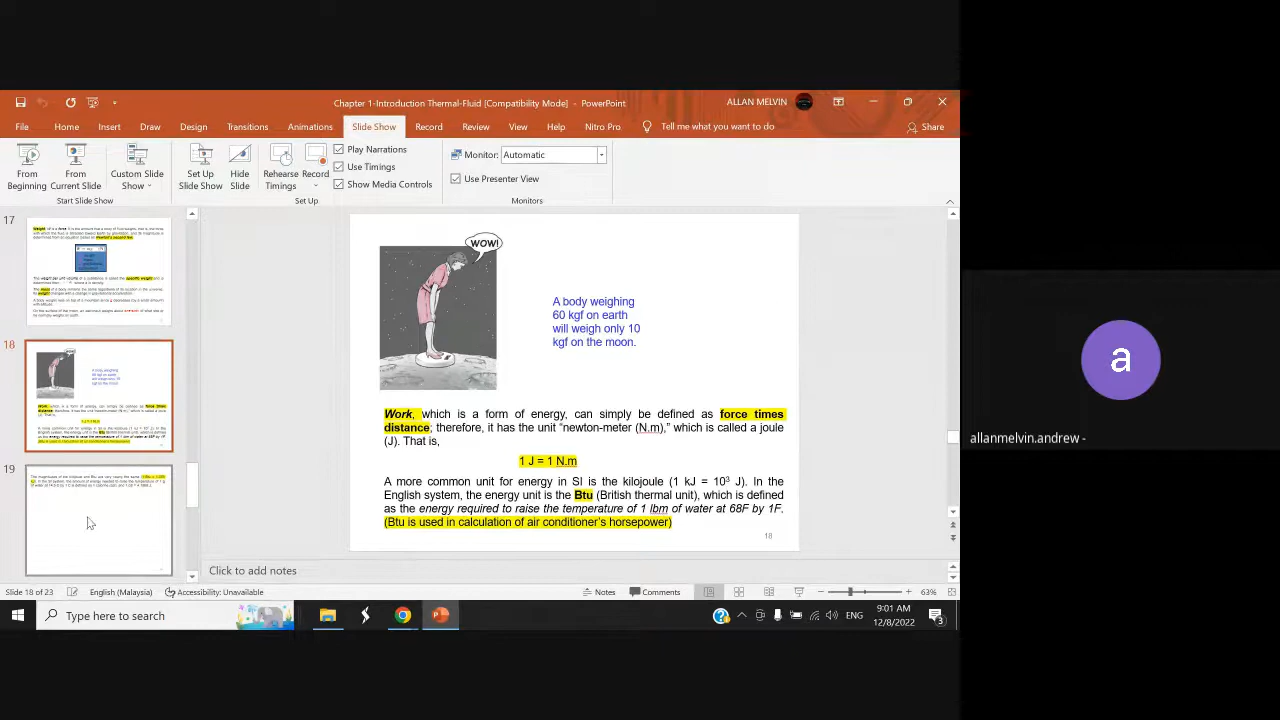 Chapter 1-Introduction Thermal-Fluid [Compatibility Mode] - PowerPoint
ALLAN MELVIN
File Home Insert Draw Design Transitions Animations Slide Show Record Review View Help Nitro Pro Tell me what you want to do Share
From Beginning
From Current Slide
Custom Slide Show
Set Up Slide Show
Hide Slide
Rehearse Timings
Record
Play Narrations
Use Timings
Show Media Controls
Monitor: Automatic
Use Presenter View
Start Slide Show
Set Up
Monitors
17
18
19
WOW!
A body weighing
60 kgf on earth
will weigh only 10
kgf on the moon.
Work, which is a form of energy, can simply be defined as force times
distance; therefore, it has the unit “newton-meter (N.m),” which is called a joule
(J). That is,
1 J = 1 N.m
A more common unit for energy in SI is the kilojoule (1 kJ = 10³ J). In the
English system, the energy unit is the Btu (British thermal unit), which is defined
as the energy required to raise the temperature of 1 lbm of water at 68F by 1F.
(Btu is used in calculation of air conditioner’s horsepower)
18
Click to add notes
Slide 18 of 23 English (Malaysia) Accessibility: Unavailable Notes Comments 63%
Type here to search
ENG
9:01 AM
12/8/2022
3
a
allanmelvin.andrew -